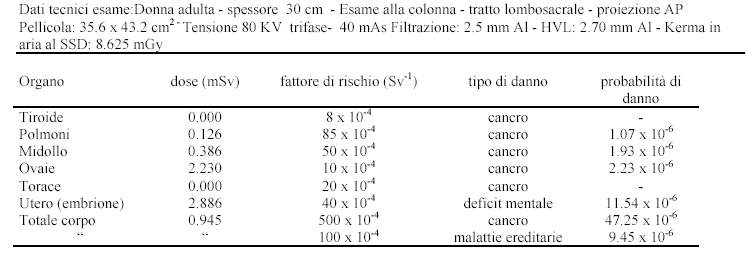 Dati tecnici esame:Donna adulta - spessore 30 cm - Esame alla colonna - tratto lombosacrale - proiezione AP
Pellicola: 35.6 x 43.2 cm² - Tensione 80 KV trifase- 40 mAs Filtrazione: 2.5 mm Al - HVL: 2.70 mm Al - Kerma in
aria al SSD: 8.625 mGy
Organo dose (mSv) fattore di rischio (Sv⁻¹) tipo di danno probabilità di
danno
Tiroide 0.000 8 x 10⁻⁴ cancro -
Polmoni 0.126 85 x 10⁻⁴ cancro 1.07 x 10⁻⁶
Midollo 0.386 50 x 10⁻⁴ cancro 1.93 x 10⁻⁶
Ovaie 2.230 10 x 10⁻⁴ cancro 2.23 x 10⁻⁶
Torace 0.000 20 x 10⁻⁴ cancro -
Utero (embrione) 2.886 40 x 10⁻⁴ deficit mentale 11.54 x 10⁻⁶
Totale corpo 0.945 500 x 10⁻⁴ cancro 47.25 x 10⁻⁶
“ “ 100 x 10⁻⁴ malattie ereditarie 9.45 x 10⁻⁶